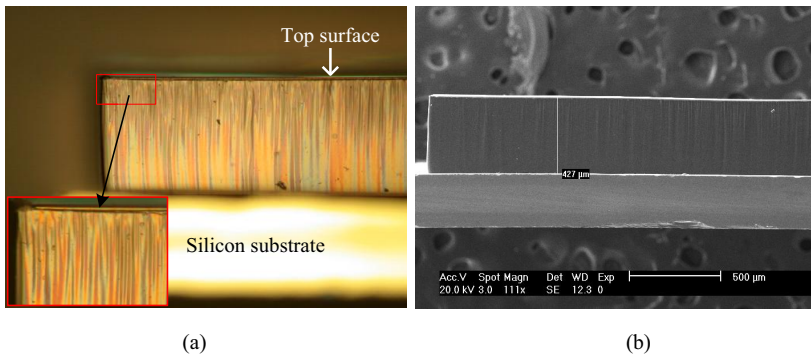 Top surface
Silicon substrate
427 µm
Acc.V Spot Magn Det WD Exp
20.0 kV 3.0 111x SE 12.3 0
500 µm
(a)
(b)